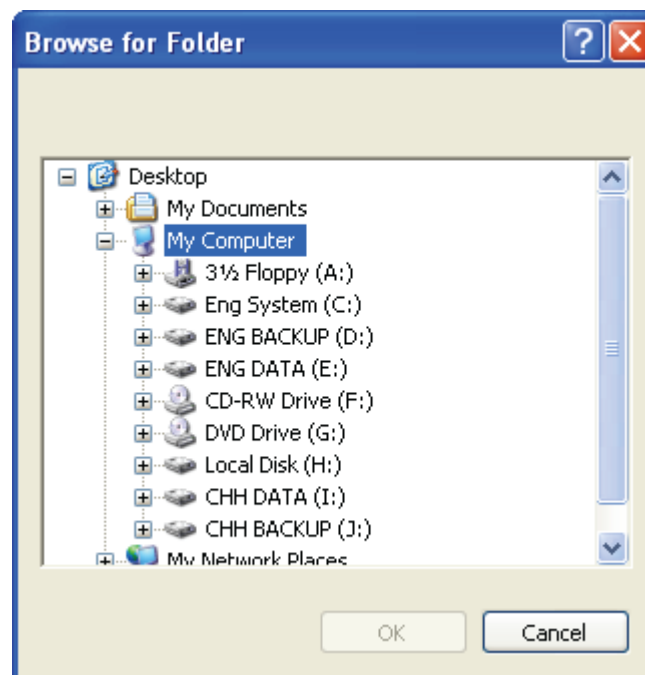 Browse for Folder
Desktop
My Documents
My Computer
3½ Floppy (A:)
Eng System (C:)
ENG BACKUP (D:)
ENG DATA (E:)
CD-RW Drive (F:)
DVD Drive (G:)
Local Disk (H:)
CHH DATA (I:)
CHH BACKUP (J:)
My Network Places
OK
Cancel